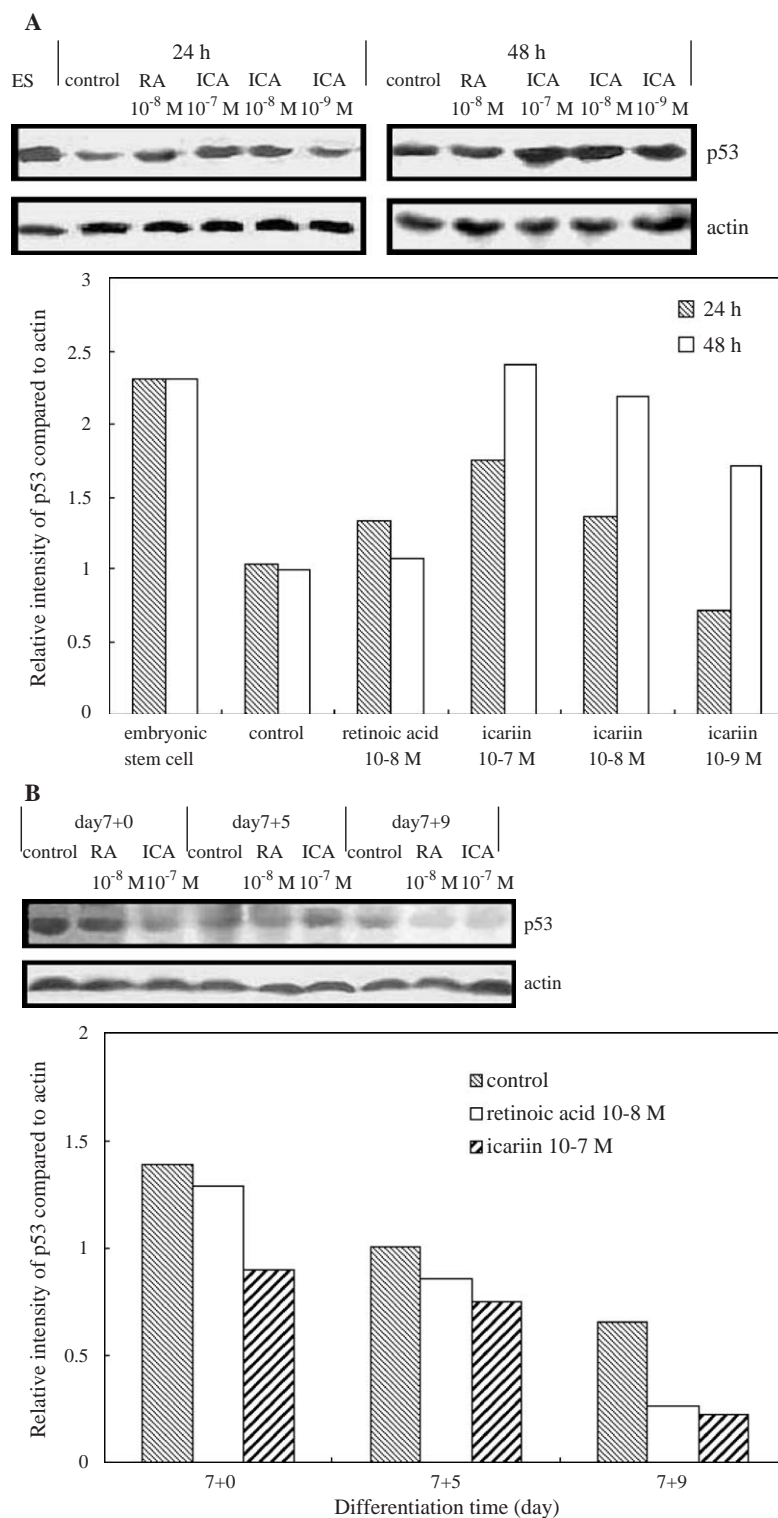 A
24 h 48 h
ES control RA ICA ICA ICA control RA ICA ICA ICA
10⁻⁸ M 10⁻⁷ M 10⁻⁸ M 10⁻⁹ M 10⁻⁸ M 10⁻⁷ M 10⁻⁸ M 10⁻⁹ M
p53
actin
Relative intensity of p53 compared to actin
3
2.5
2
1.5
1
0.5
0
24 h
48 h
embryonic control retinoic acid icariin icariin icariin
stem cell 10-8 M 10-7 M 10-8 M 10-9 M
B
day7+0 day7+5 day7+9
control RA ICA control RA ICA control RA ICA
10⁻⁸ M 10⁻⁷ M 10⁻⁸ M 10⁻⁷ M 10⁻⁸ M 10⁻⁷ M
p53
actin
Relative intensity of p53 compared to actin
2
1.5
1
0.5
0
control
retinoic acid 10-8 M
icariin 10-7 M
7+0 7+5 7+9
Differentiation time (day)